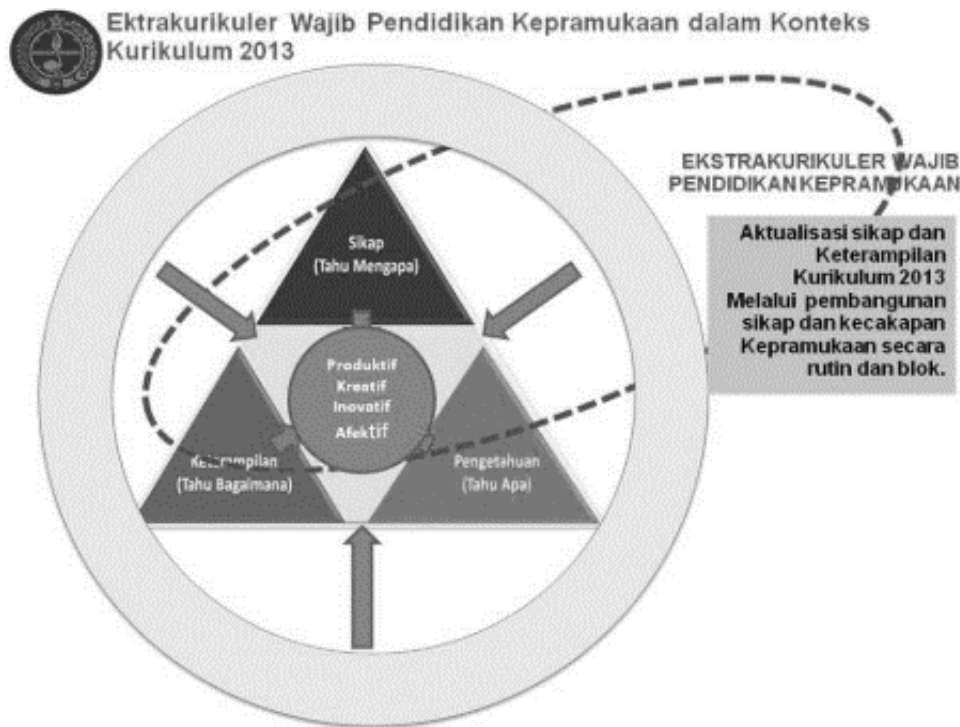 Ektrakurikuler Wajib Pendidikan Kepramukaan dalam Konteks
Kurikulum 2013
EKSTRAKURIKULER WAJIB
PENDIDIKAN KEPRAMUKAAN
Aktualisasi sikap dan
Keterampilan
Kurikulum 2013
Melalui pembangunan
sikap dan kecakapan
Kepramukaan secara
rutin dan blok.
Sikap
(Tahu Mengapa)
Produktif
Kreatif
Inovatif
Afektif
Keterampilan
(Tahu Bagaimana)
Pengetahuan
(Tahu Apa)